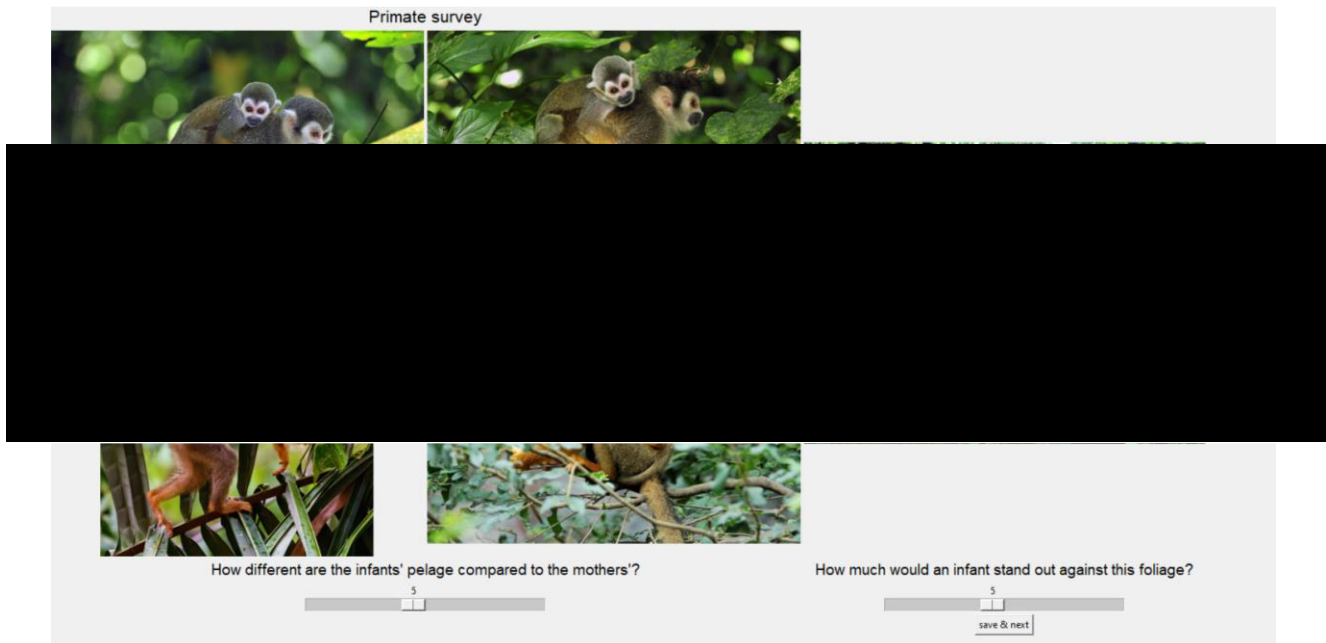 Primate survey
How different are the infants' pelage compared to the mothers'?
How much would an infant stand out against this foliage?
5
5
save & next